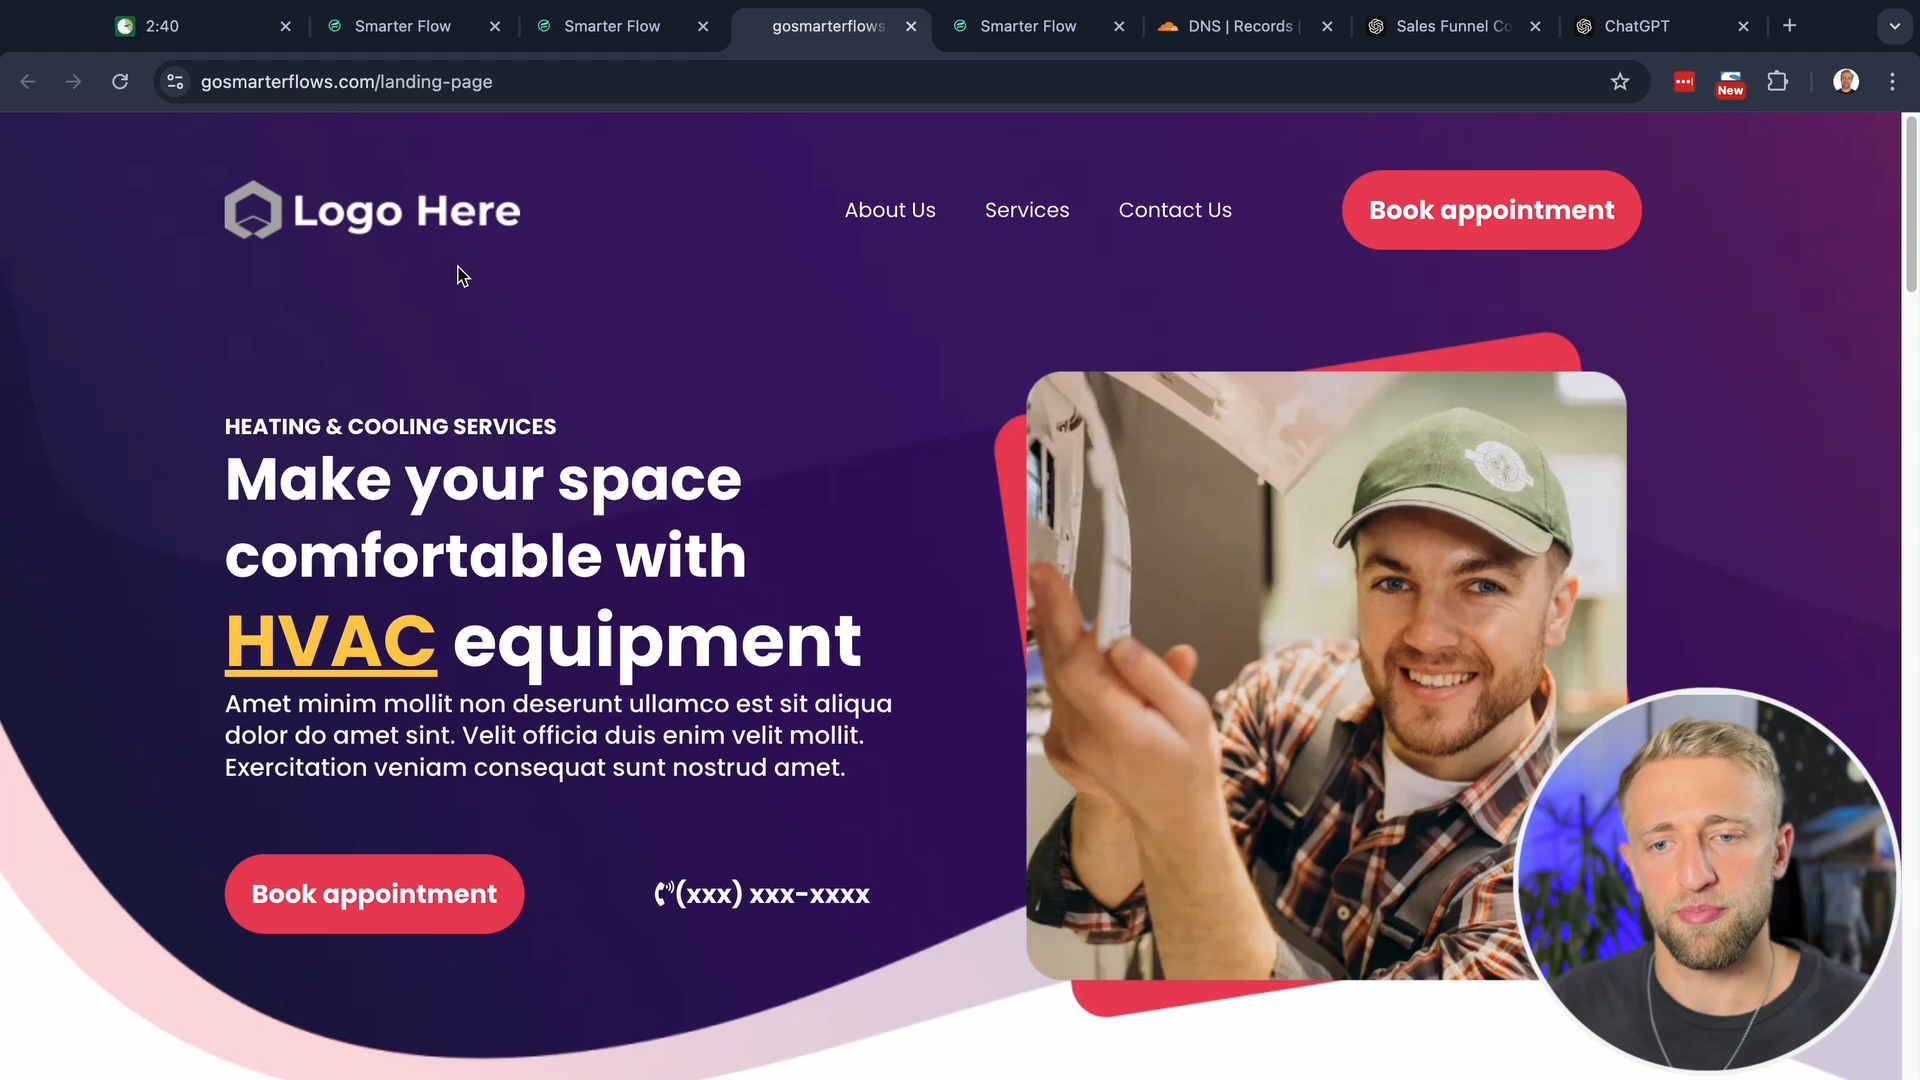 2:40
Smarter Flow
Smarter Flow
gosmarterflows.
Smarter Flow
DNS | Records |
Sales Funnel Co
ChatGPT
gosmarterflows.com/landing-page
New
Logo Here
About Us
Services
Contact Us
Book appointment
HEATING & COOLING SERVICES
Make your space
comfortable with
HVAC equipment
Amet minim mollit non deserunt ullamco est sit aliqua
dolor do amet sint. Velit officia duis enim velit mollit.
Exercitation veniam consequat sunt nostrud amet.
Book appointment
(xxx) xxx-xxxx